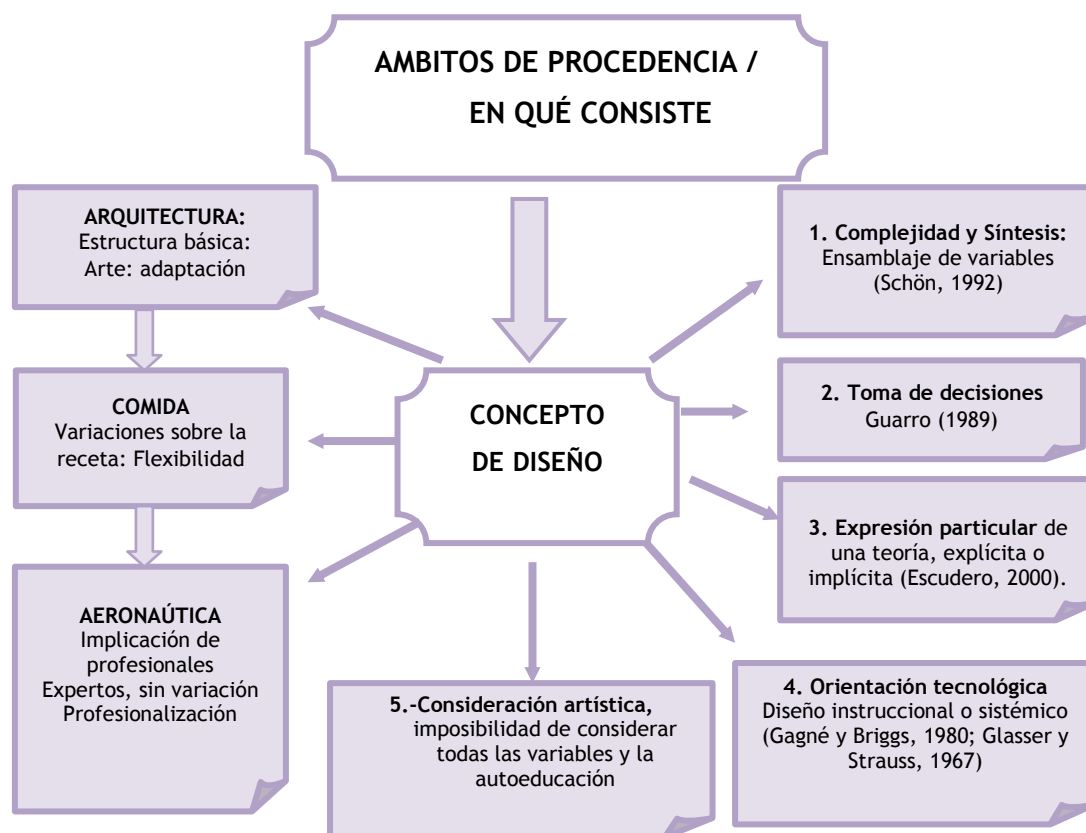 AMBITOS DE PROCEDENCIA /
EN QUÉ CONSISTE
ARQUITECTURA:
Estructura básica:
Arte: adaptación
COMIDA
Variaciones sobre la
receta: Flexibilidad
AERONAÚTICA
Implicación de
profesionales
Expertos, sin variación
Profesionalización
CONCEPTO
DE DISEÑO
1. Complejidad y Síntesis:
Ensamblaje de variables
(Schön, 1992)
2. Toma de decisiones
Guarro (1989)
3. Expresión particular de
una teoría, explícita o
implícita (Escudero, 2000).
4. Orientación tecnológica
Diseño instruccional o sistémico
(Gagné y Briggs, 1980; Glasser y
Strauss, 1967)
5.-Consideración artística,
imposibilidad de considerar
todas las variables y la
autoeducación